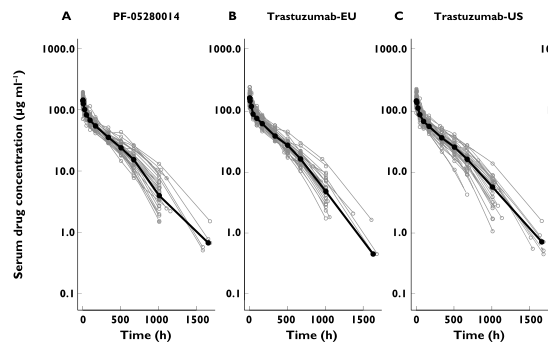 A PF-05280014
B Trastuzumab-EU
C Trastuzumab-US
Serum drug concentration (µg ml⁻¹)
1000.0 1000.0 1000.0 10
100.0 100.0 100.0
10.0 10.0 10.0
1.0 1.0 1.0
0.1 0.1 0.1
0 500 1000 1500 0 500 1000 1500 0 500 1000 1500
Time (h) Time (h) Time (h)